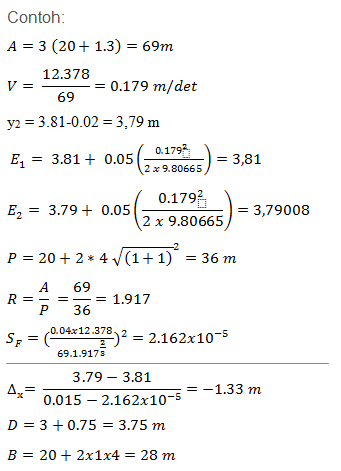 Contoh:
A = 3 (20 + 1.3) = 69m
V = 12.378 / 69 = 0.179 m/det
y2 = 3.81-0.02 = 3,79 m
E₁ = 3.81 + 0.05 (0.179² / 2 x 9.80665) = 3,81
E₂ = 3.79 + 0.05 (0.179² / 2 x 9.80665) = 3,79008
P = 20 + 2 * 4 √(1 + 1)² = 36 m
R = A / P = 69 / 36 = 1.917
S_F = (0.04x12.378 / 69.1.917^(2/3))² = 2.162x10⁻⁵
Δₓ = 3.79 − 3.81 / 0.015 − 2.162x10⁻⁵ = −1.33 m
D = 3 + 0.75 = 3.75 m
B = 20 + 2x1x4 = 28 m